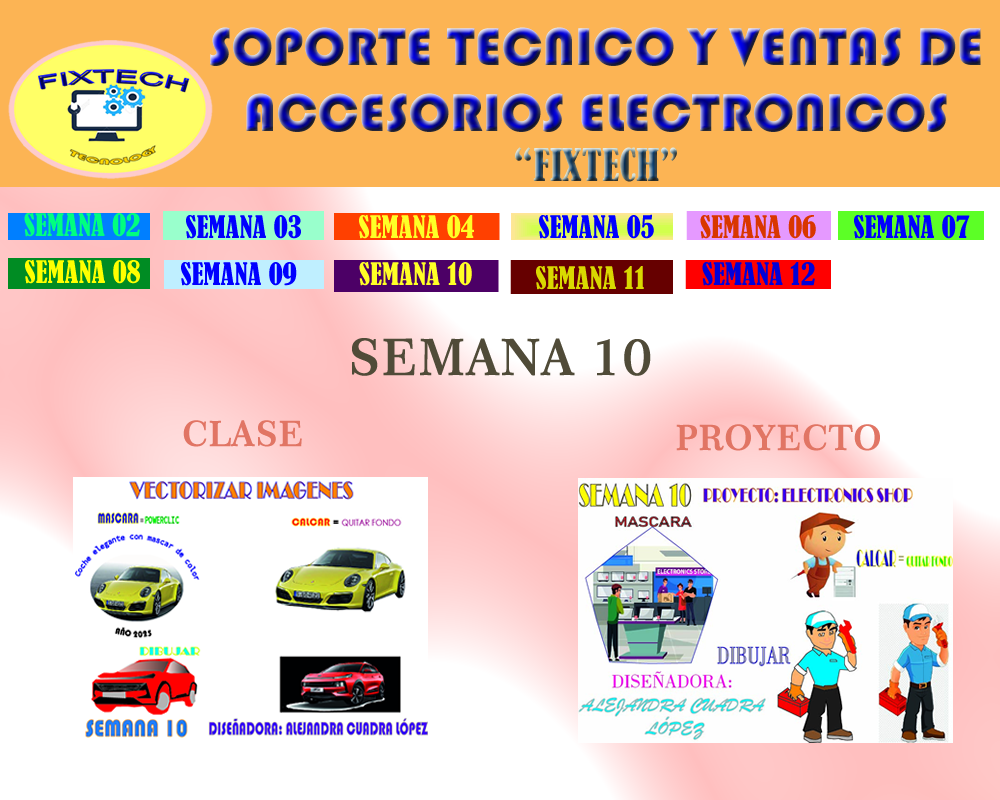 FIXTECH
TECNOLOGY
SOPORTE TECNICO Y VENTAS DE
ACCESORIOS ELECTRONICOS
“FIXTECH”
SEMANA 02
SEMANA 03
SEMANA 04
SEMANA 05
SEMANA 06
SEMANA 07
SEMANA 08
SEMANA 09
SEMANA 10
SEMANA 11
SEMANA 12
SEMANA 10
CLASE
VECTORIZAR IMAGENES
MASCARA = POWERCLIC
CALCAR = QUITAR FONDO
Coche elegante con mascar de color
AÑO 2025
DIBUJAR
SEMANA 10
DISEÑADORA: ALEJANDRA CUADRA LÓPEZ
PROYECTO
SEMANA 10
PROYECTO: ELECTRONICS SHOP
MASCARA
ELECTRONICS STORE
CALCAR = QUITAR FONDO
DIBUJAR
DISEÑADORA:
ALEJANDRA CUADRA
LÓPEZ